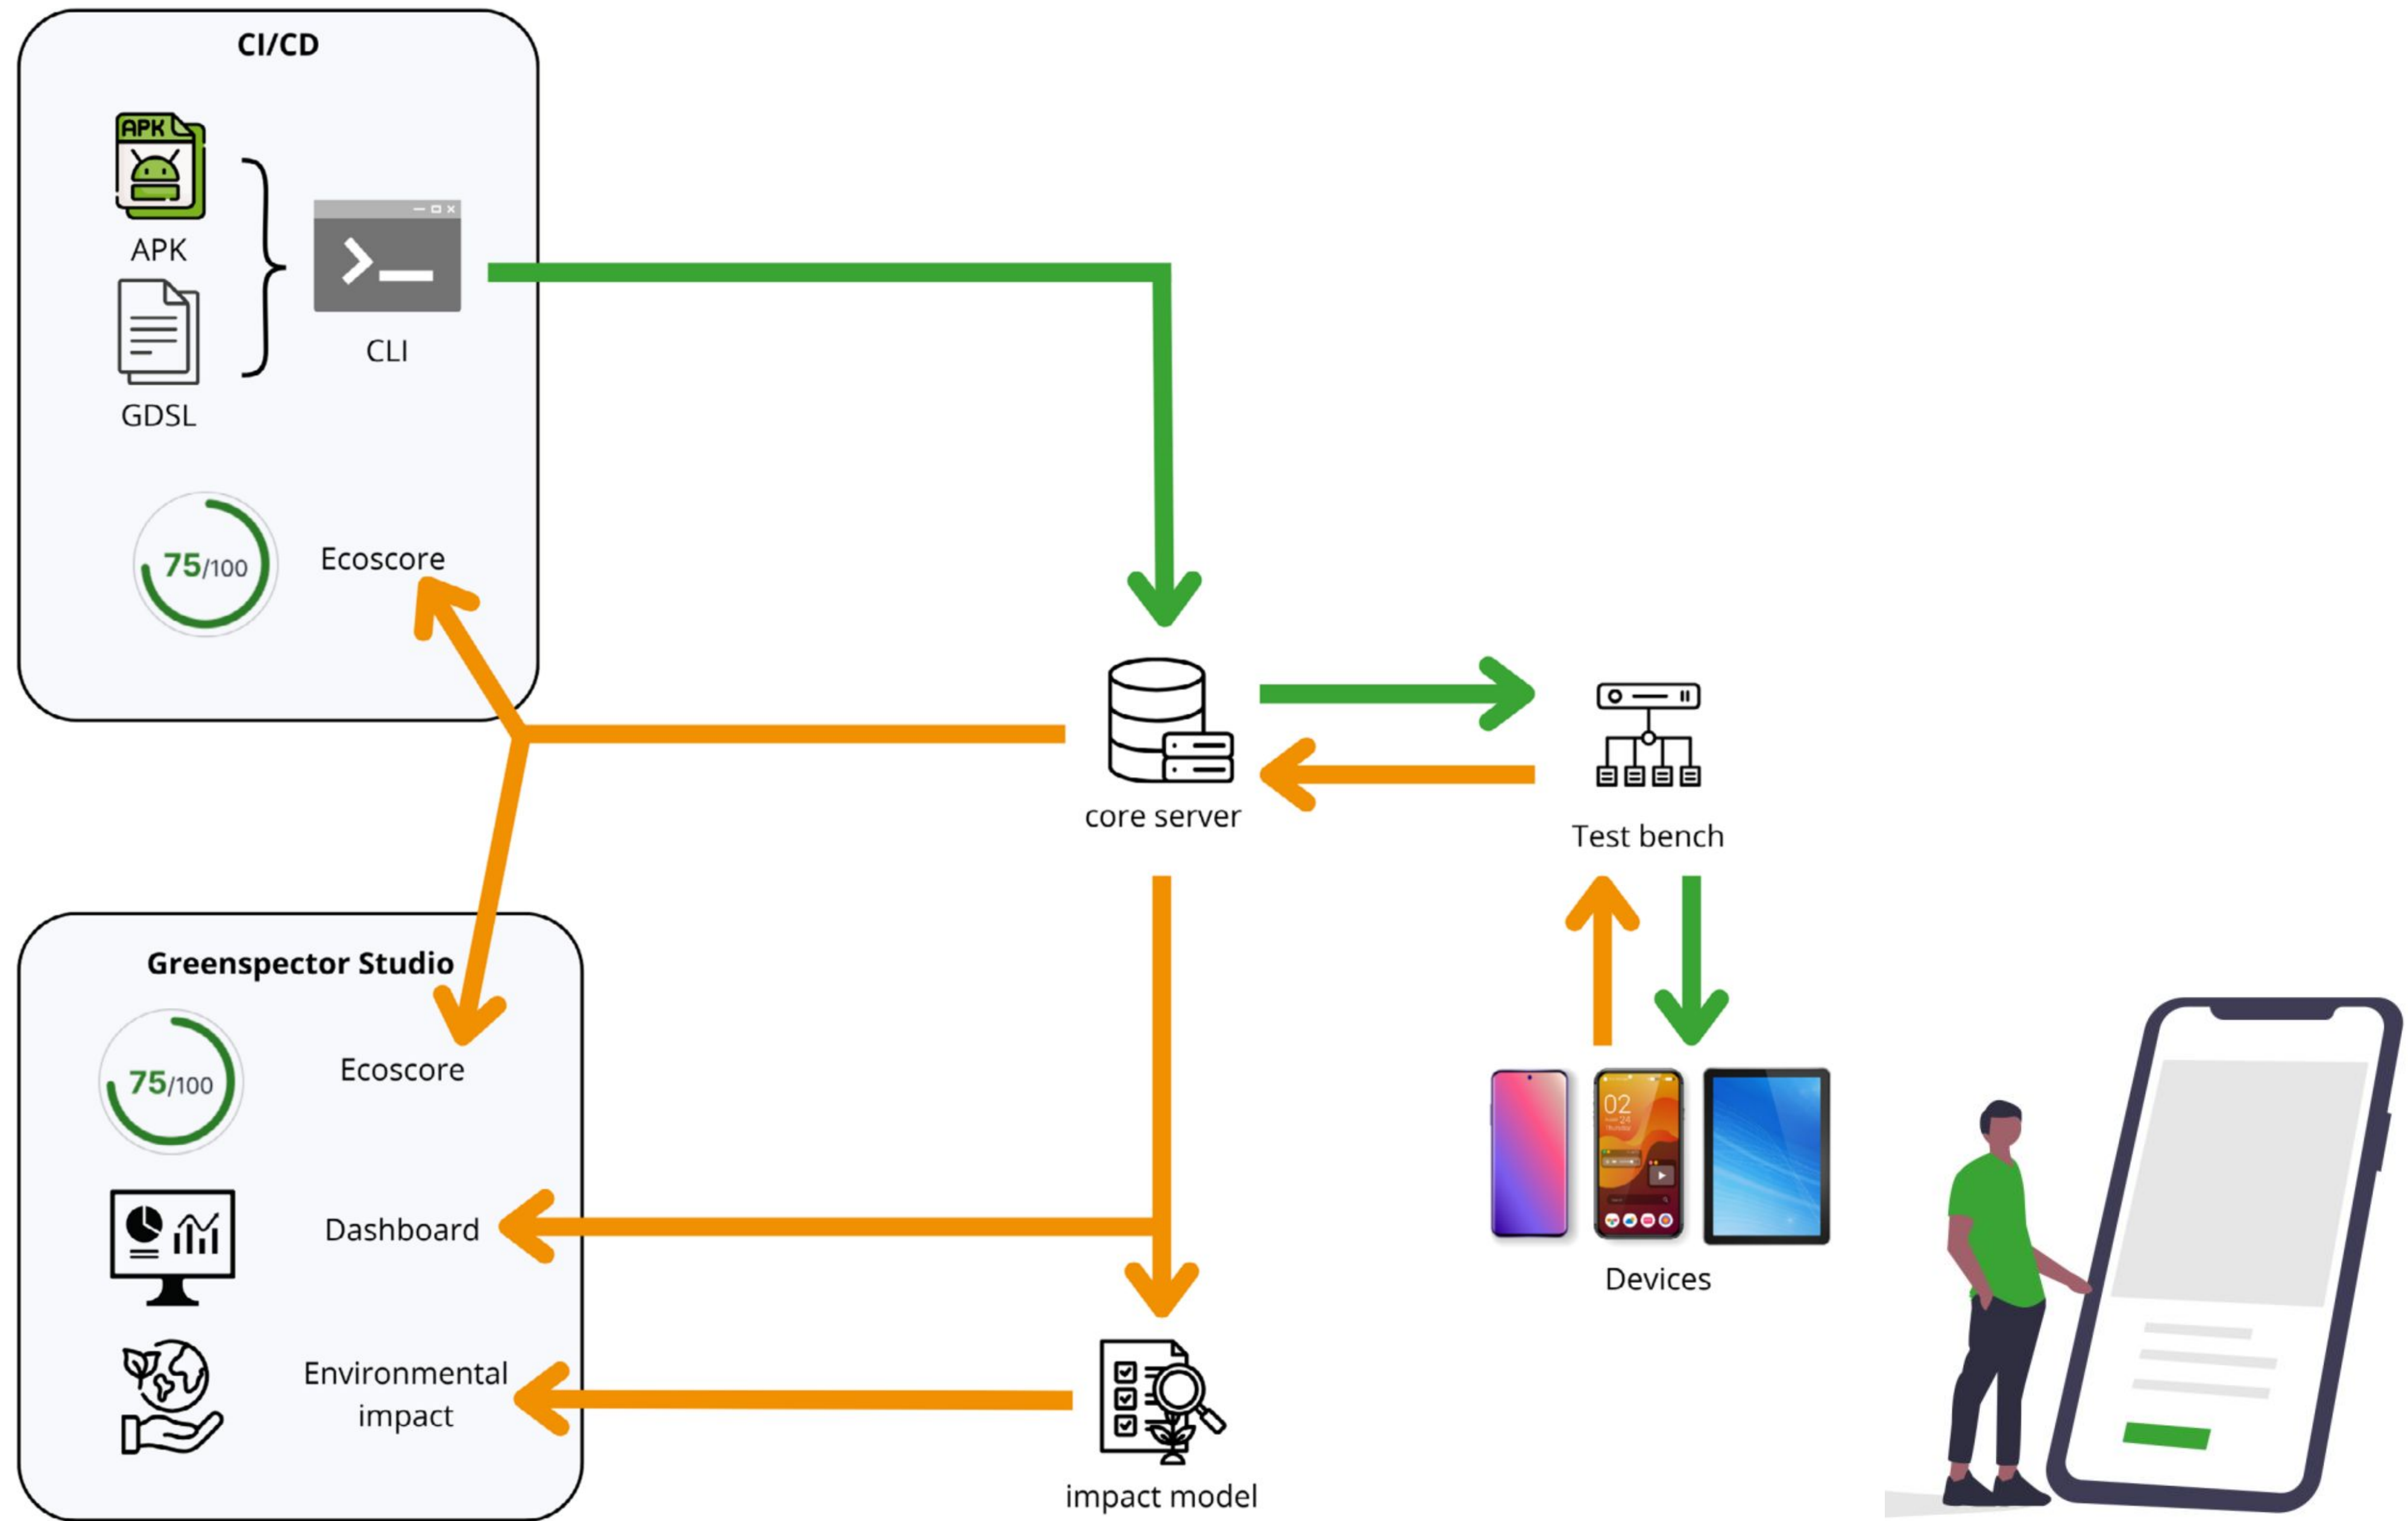 CI/CD
APK
APK
GDSL
CLI
75/100
Ecoscore
core server
Test bench
Greenspector Studio
75/100
Ecoscore
Dashboard
Environmental
impact
impact model
02
Devices